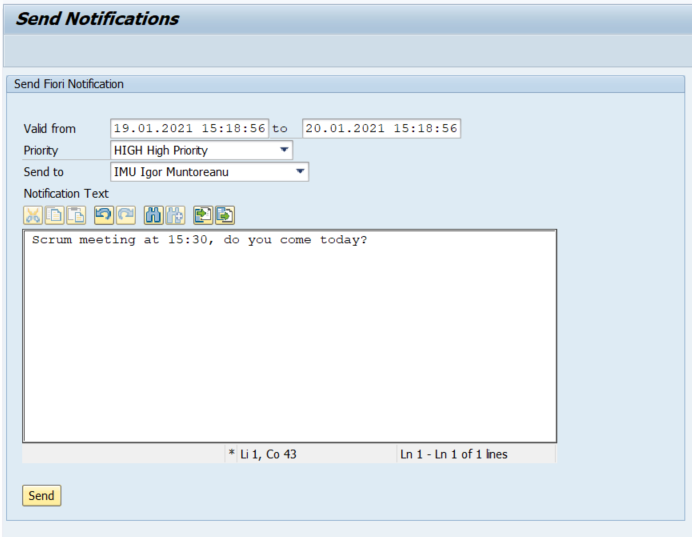 Send Notifications
Send Fiori Notification
Valid from 19.01.2021 15:18:56 to 20.01.2021 15:18:56
Priority HIGH High Priority
Send to IMU Igor Muntoreanu
Notification Text
Scrum meeting at 15:30, do you come today?
* Li 1, Co 43 Ln 1 - Ln 1 of 1 lines
Send